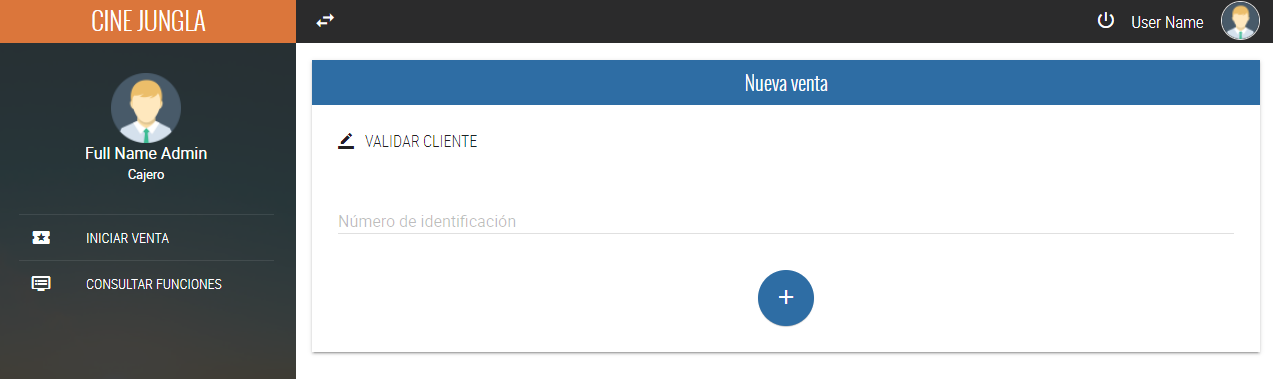 CINE JUNGLA
User Name
Full Name Admin
Cajero
INICIAR VENTA
CONSULTAR FUNCIONES
Nueva venta
VALIDAR CLIENTE
Número de identificación
+